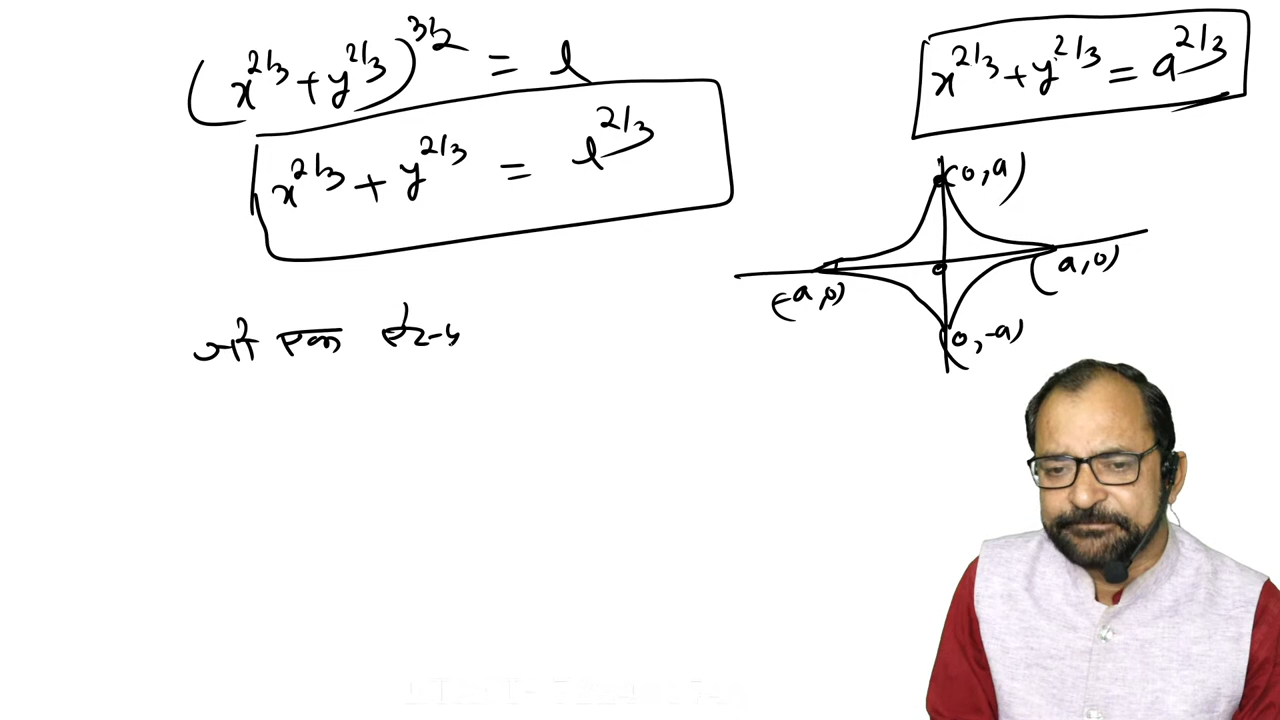 (x^{2/3} + y^{2/3})^{3/2} = l
x^{2/3} + y^{2/3} = l^{2/3}
x^{2/3} + y^{2/3} = a^{2/3}
(0, a)
(-a, 0)
(a, 0)
(0, -a)